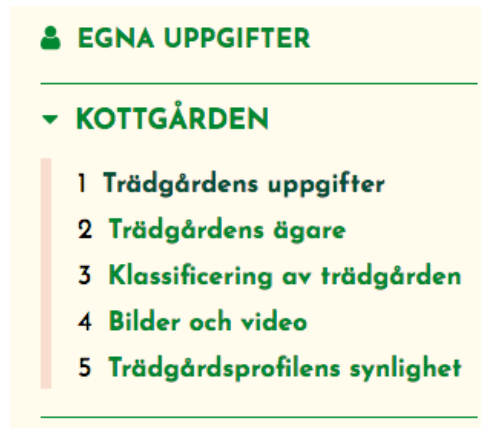 EGNA UPPGIFTER
KOTTGÅRDEN
1 Trädgårdens uppgifter
2 Trädgårdens ägare
3 Klassificering av trädgården
4 Bilder och video
5 Trädgårdsprofilens synlighet